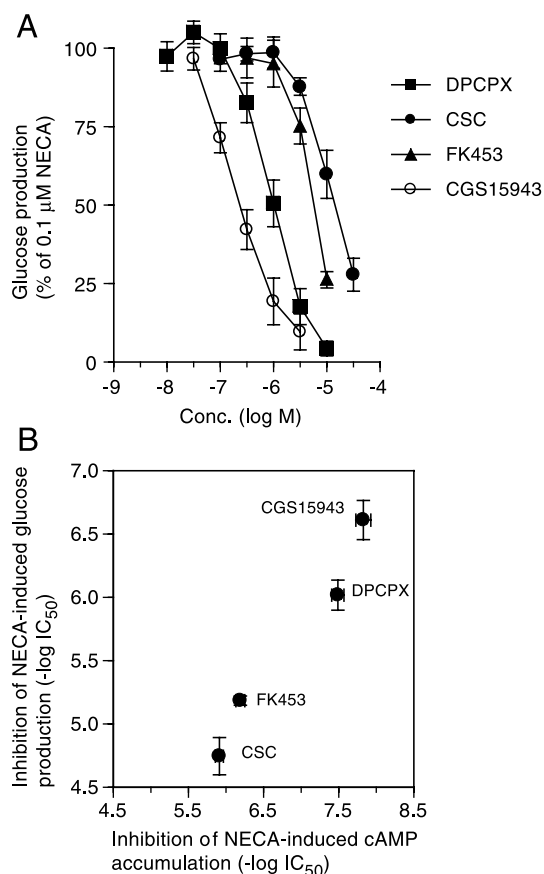 A
Glucose production
(% of 0.1 μM NECA)
100
75
50
25
0
-9
-8
-7
-6
-5
-4
Conc. (log M)
DPCPX
CSC
FK453
CGS15943
B
Inhibition of NECA-induced glucose
production (-log IC50)
7.0
6.5
6.0
5.5
5.0
4.5
CGS15943
DPCPX
FK453
CSC
4.5
5.5
6.5
7.5
8.5
Inhibition of NECA-induced cAMP
accumulation (-log IC50)